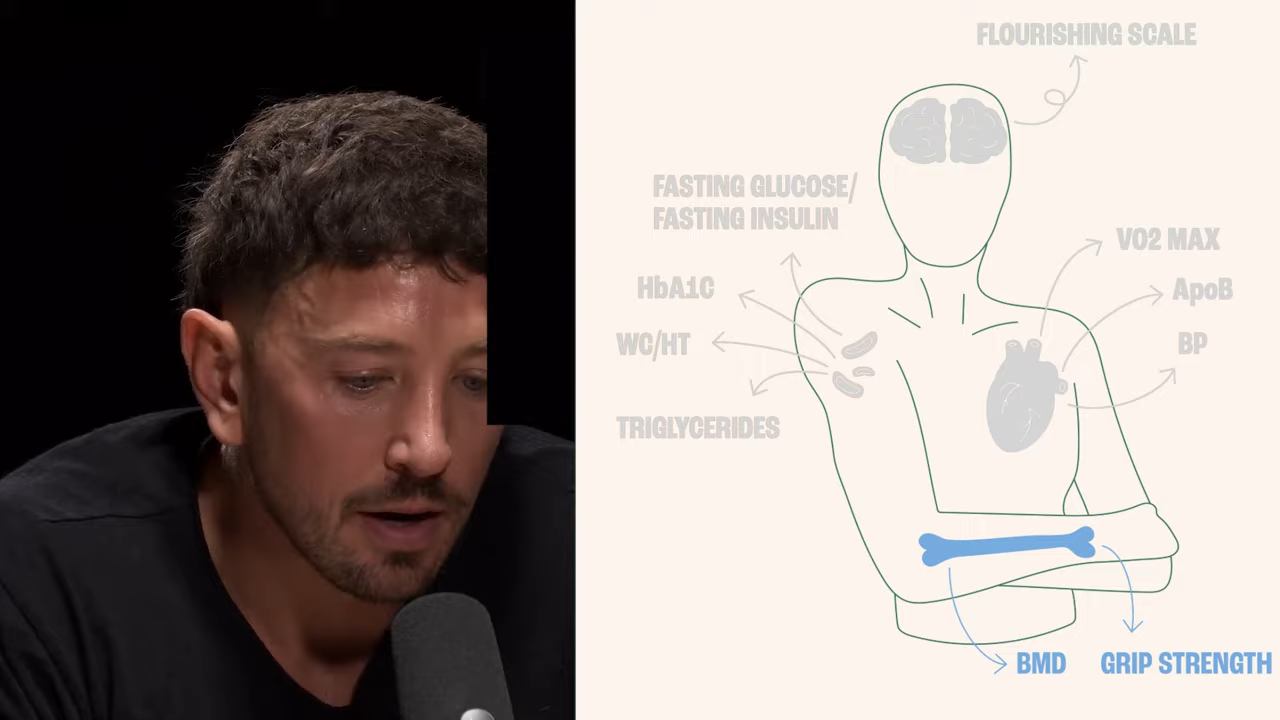 FLOURISHING SCALE
FASTING GLUCOSE/
FASTING INSULIN
VO2 MAX
HbA1C
ApoB
WC/HT
BP
TRIGLYCERIDES
BMD
GRIP STRENGTH